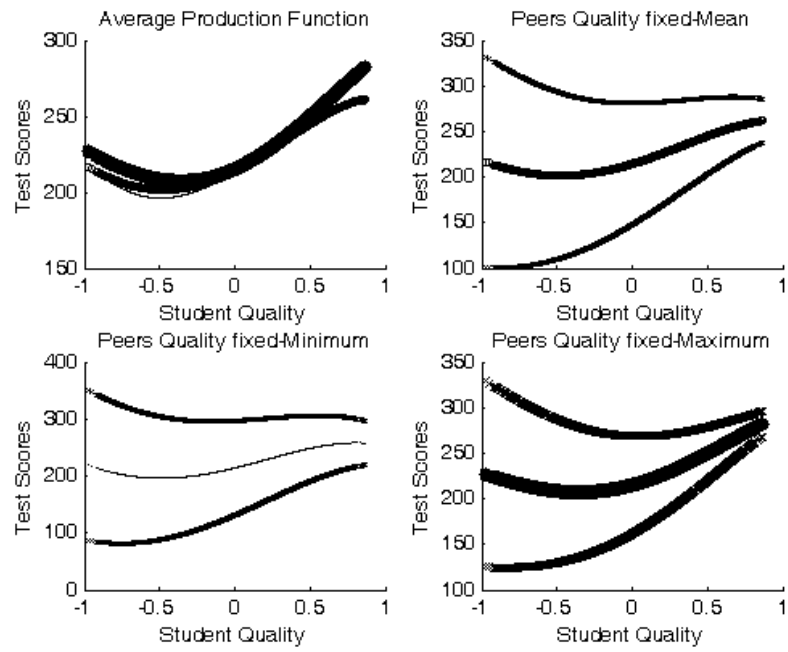 Average Production Function
300
250
200
150
-1 -0.5 0 0.5 1
Test Scores
Student Quality
Peers Quality fixed-Mean
350
300
250
200
150
100
-1 -0.5 0 0.5 1
Test Scores
Student Quality
Peers Quality fixed-Minimum
400
300
200
100
0
-1 -0.5 0 0.5 1
Test Scores
Student Quality
Peers Quality fixed-Maximum
350
300
250
200
150
100
-1 -0.5 0 0.5 1
Test Scores
Student Quality